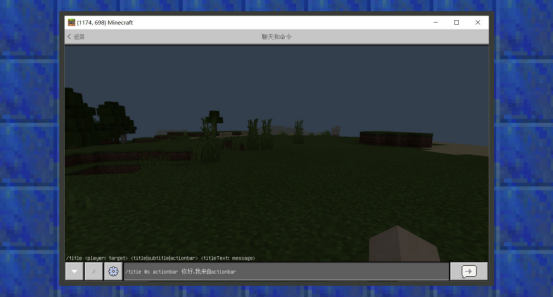 (1174, 698) Minecraft
返回
聊天和命令
/title <player: target> <title|subtitle|actionbar> <titleText: message>
/title @s actionbar 你好,我来自actionbar